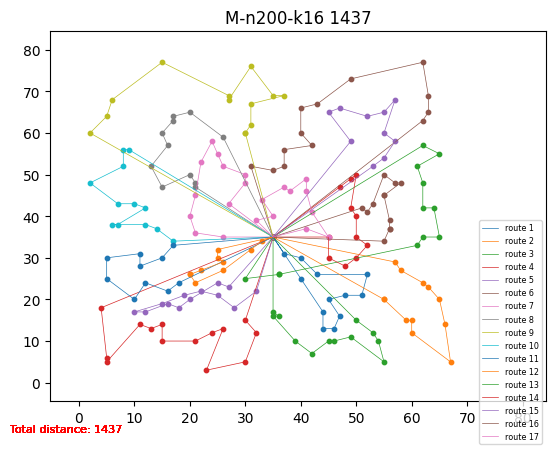 M-n200-k16 1437
80
70
60
50
40
30
20
10
0
0
10
20
30
40
50
60
70
80
route 1
route 2
route 3
route 4
route 5
route 6
route 7
route 8
route 9
route 10
route 11
route 12
route 13
route 14
route 15
route 16
route 17
Total distance: 1437